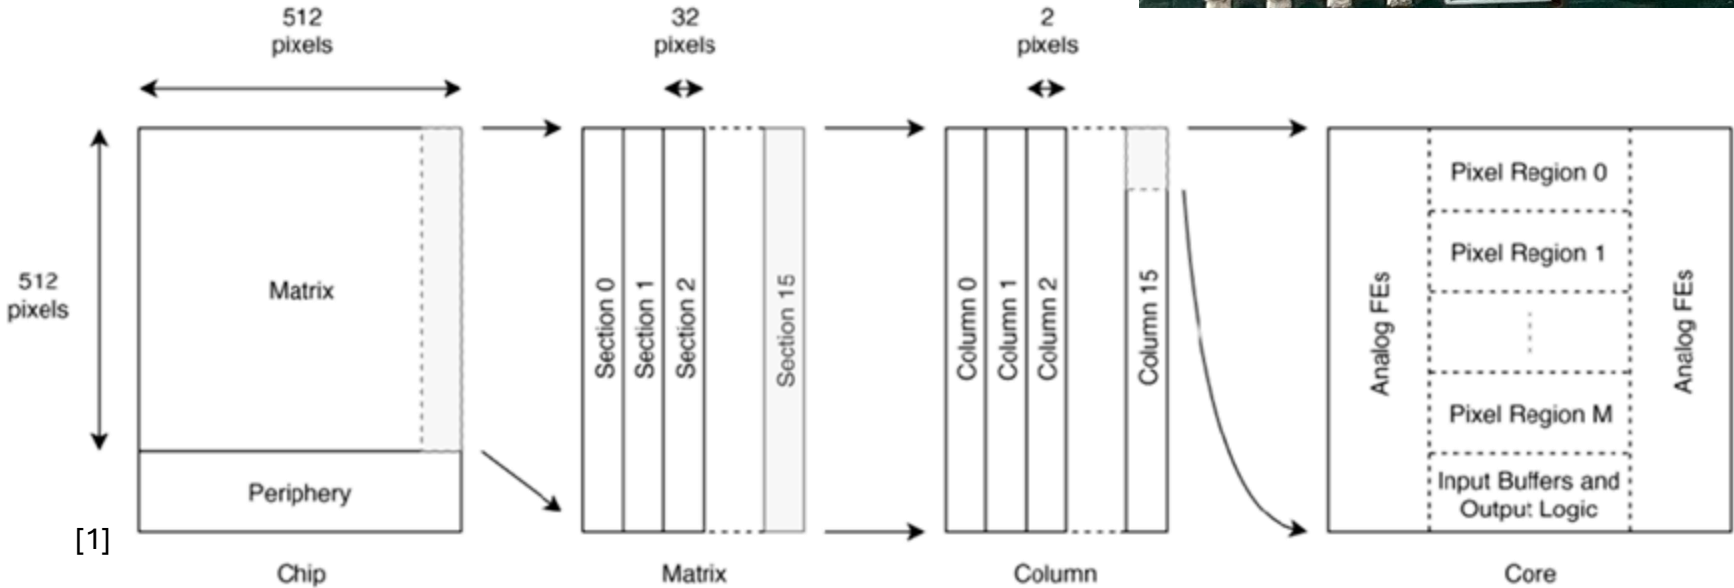 512
pixels
32
pixels
2
pixels
512
pixels
Matrix
Periphery
Section 0
Section 1
Section 2
Section 15
Column 0
Column 1
Column 2
Column 15
Analog FEs
Pixel Region 0
Pixel Region 1
Pixel Region M
Input Buffers and
Output Logic
Analog FEs
[1]
Chip
Matrix
Column
Core